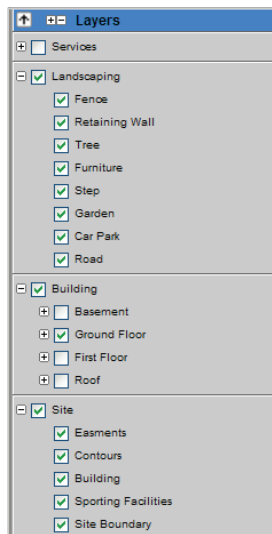 Layers
Services
Landscaping
Fence
Retaining Wall
Tree
Furniture
Step
Garden
Car Park
Road
Building
Basement
Ground Floor
First Floor
Roof
Site
Easments
Contours
Building
Sporting Facilities
Site Boundary